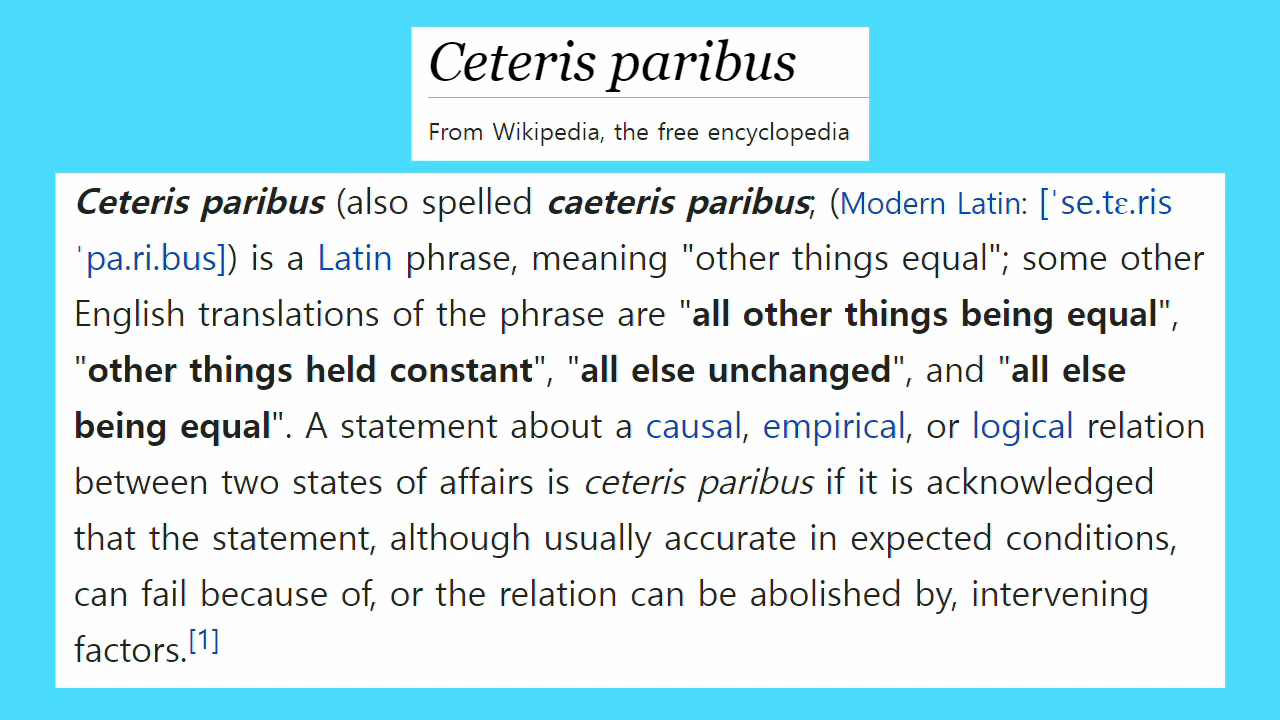 Ceteris paribus
From Wikipedia, the free encyclopedia
Ceteris paribus (also spelled caeteris paribus; (Modern Latin: [ˈse.tɛ.ris
ˈpa.ri.bus]) is a Latin phrase, meaning "other things equal"; some other
English translations of the phrase are "all other things being equal",
"other things held constant", "all else unchanged", and "all else
being equal". A statement about a causal, empirical, or logical relation
between two states of affairs is ceteris paribus if it is acknowledged
that the statement, although usually accurate in expected conditions,
can fail because of, or the relation can be abolished by, intervening
factors.[1]